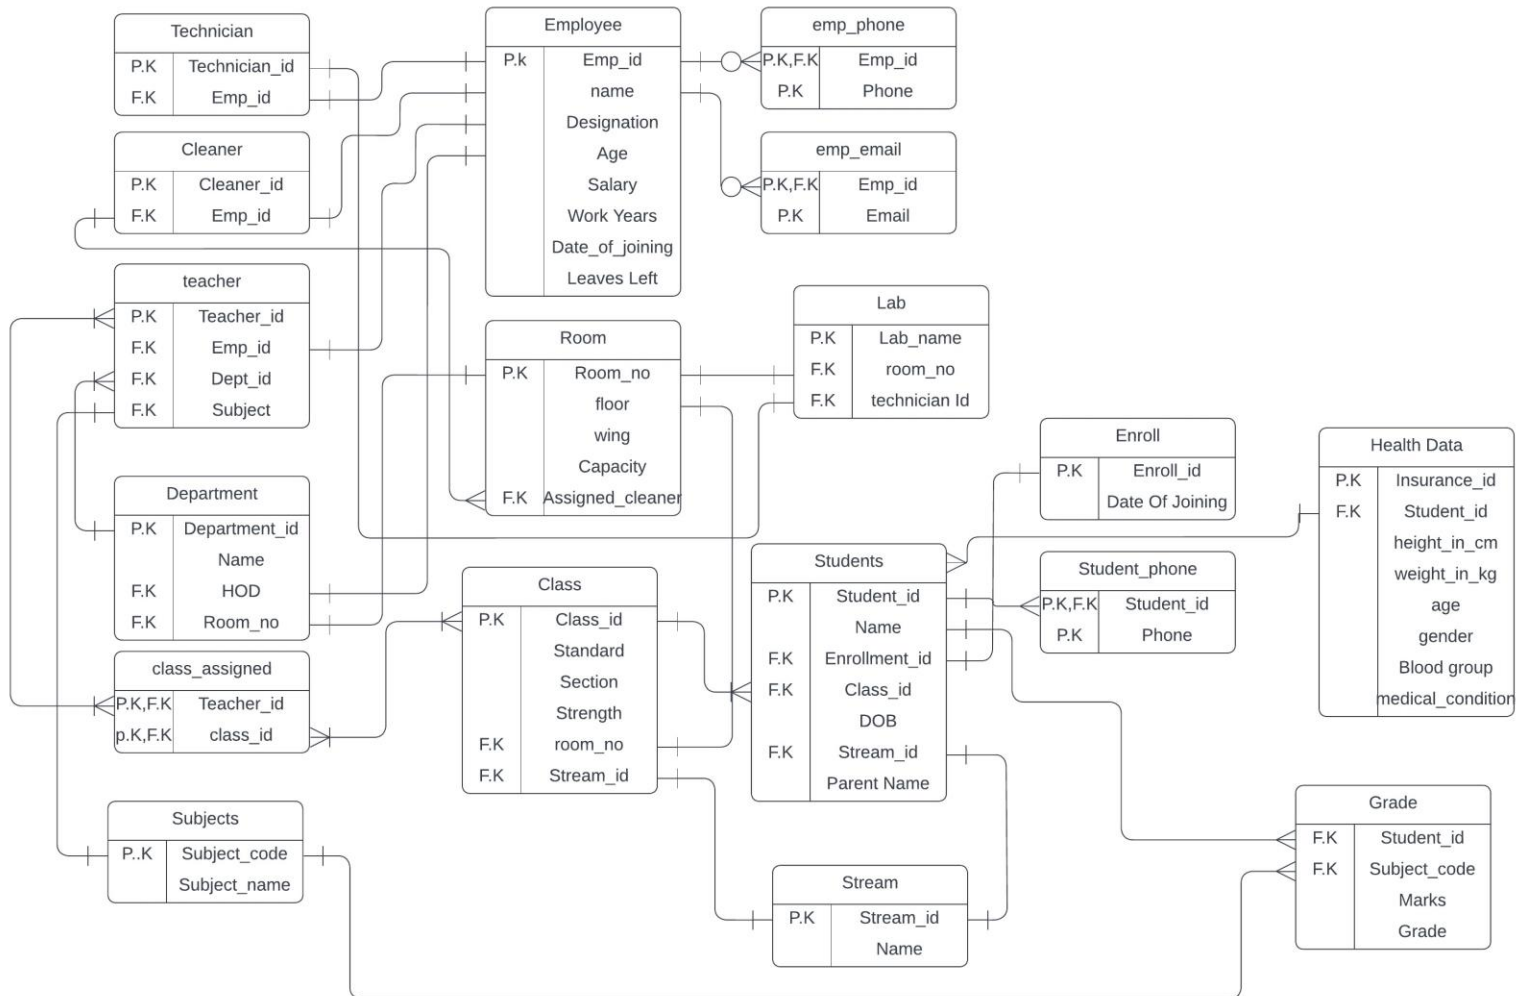 Technician
P.K Technician_id
F.K Emp_id
Cleaner
P.K Cleaner_id
F.K Emp_id
teacher
P.K Teacher_id
F.K Emp_id
F.K Dept_id
F.K Subject
Department
P.K Department_id
Name
F.K HOD
F.K Room_no
class_assigned
P.K,F.K Teacher_id
p.K,F.K class_id
Subjects
P..K Subject_code
Subject_name
Employee
P.k Emp_id
name
Designation
Age
Salary
Work Years
Date_of_joining
Leaves Left
Room
P.K Room_no
floor
wing
Capacity
F.K Assigned_cleaner
Class
P.K Class_id
Standard
Section
Strength
F.K room_no
F.K Stream_id
emp_phone
P.K,F.K Emp_id
P.K Phone
emp_email
P.K,F.K Emp_id
P.K Email
Lab
P.K Lab_name
F.K room_no
F.K technician Id
Students
P.K Student_id
Name
F.K Enrollment_id
F.K Class_id
DOB
F.K Stream_id
Parent Name
Stream
P.K Stream_id
Name
Enroll
P.K Enroll_id
Date Of Joining
Student_phone
P.K,F.K Student_id
P.K Phone
Health Data
P.K Insurance_id
F.K Student_id
height_in_cm
weight_in_kg
age
gender
Blood group
medical_condition
Grade
F.K Student_id
F.K Subject_code
Marks
Grade